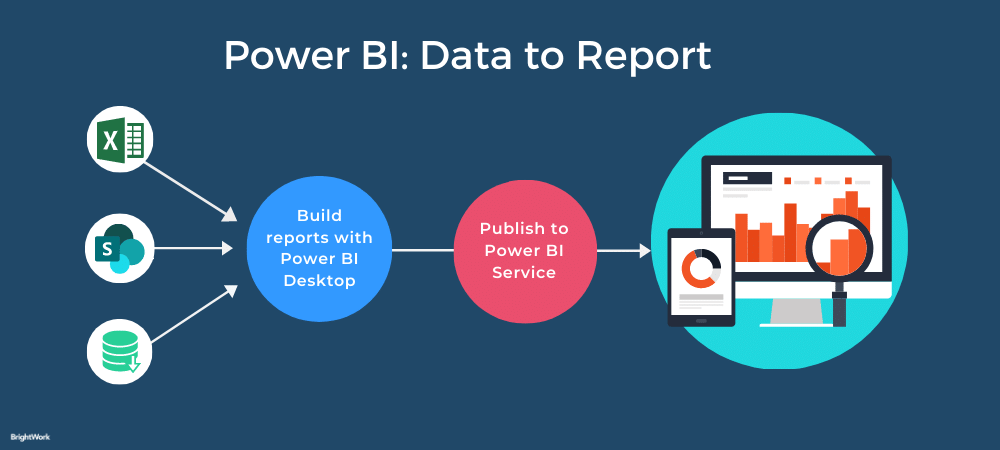 Power BI: Data to Report
X
S
Build
reports with
Power BI
Desktop
Publish to
Power BI
Service
BrightWork